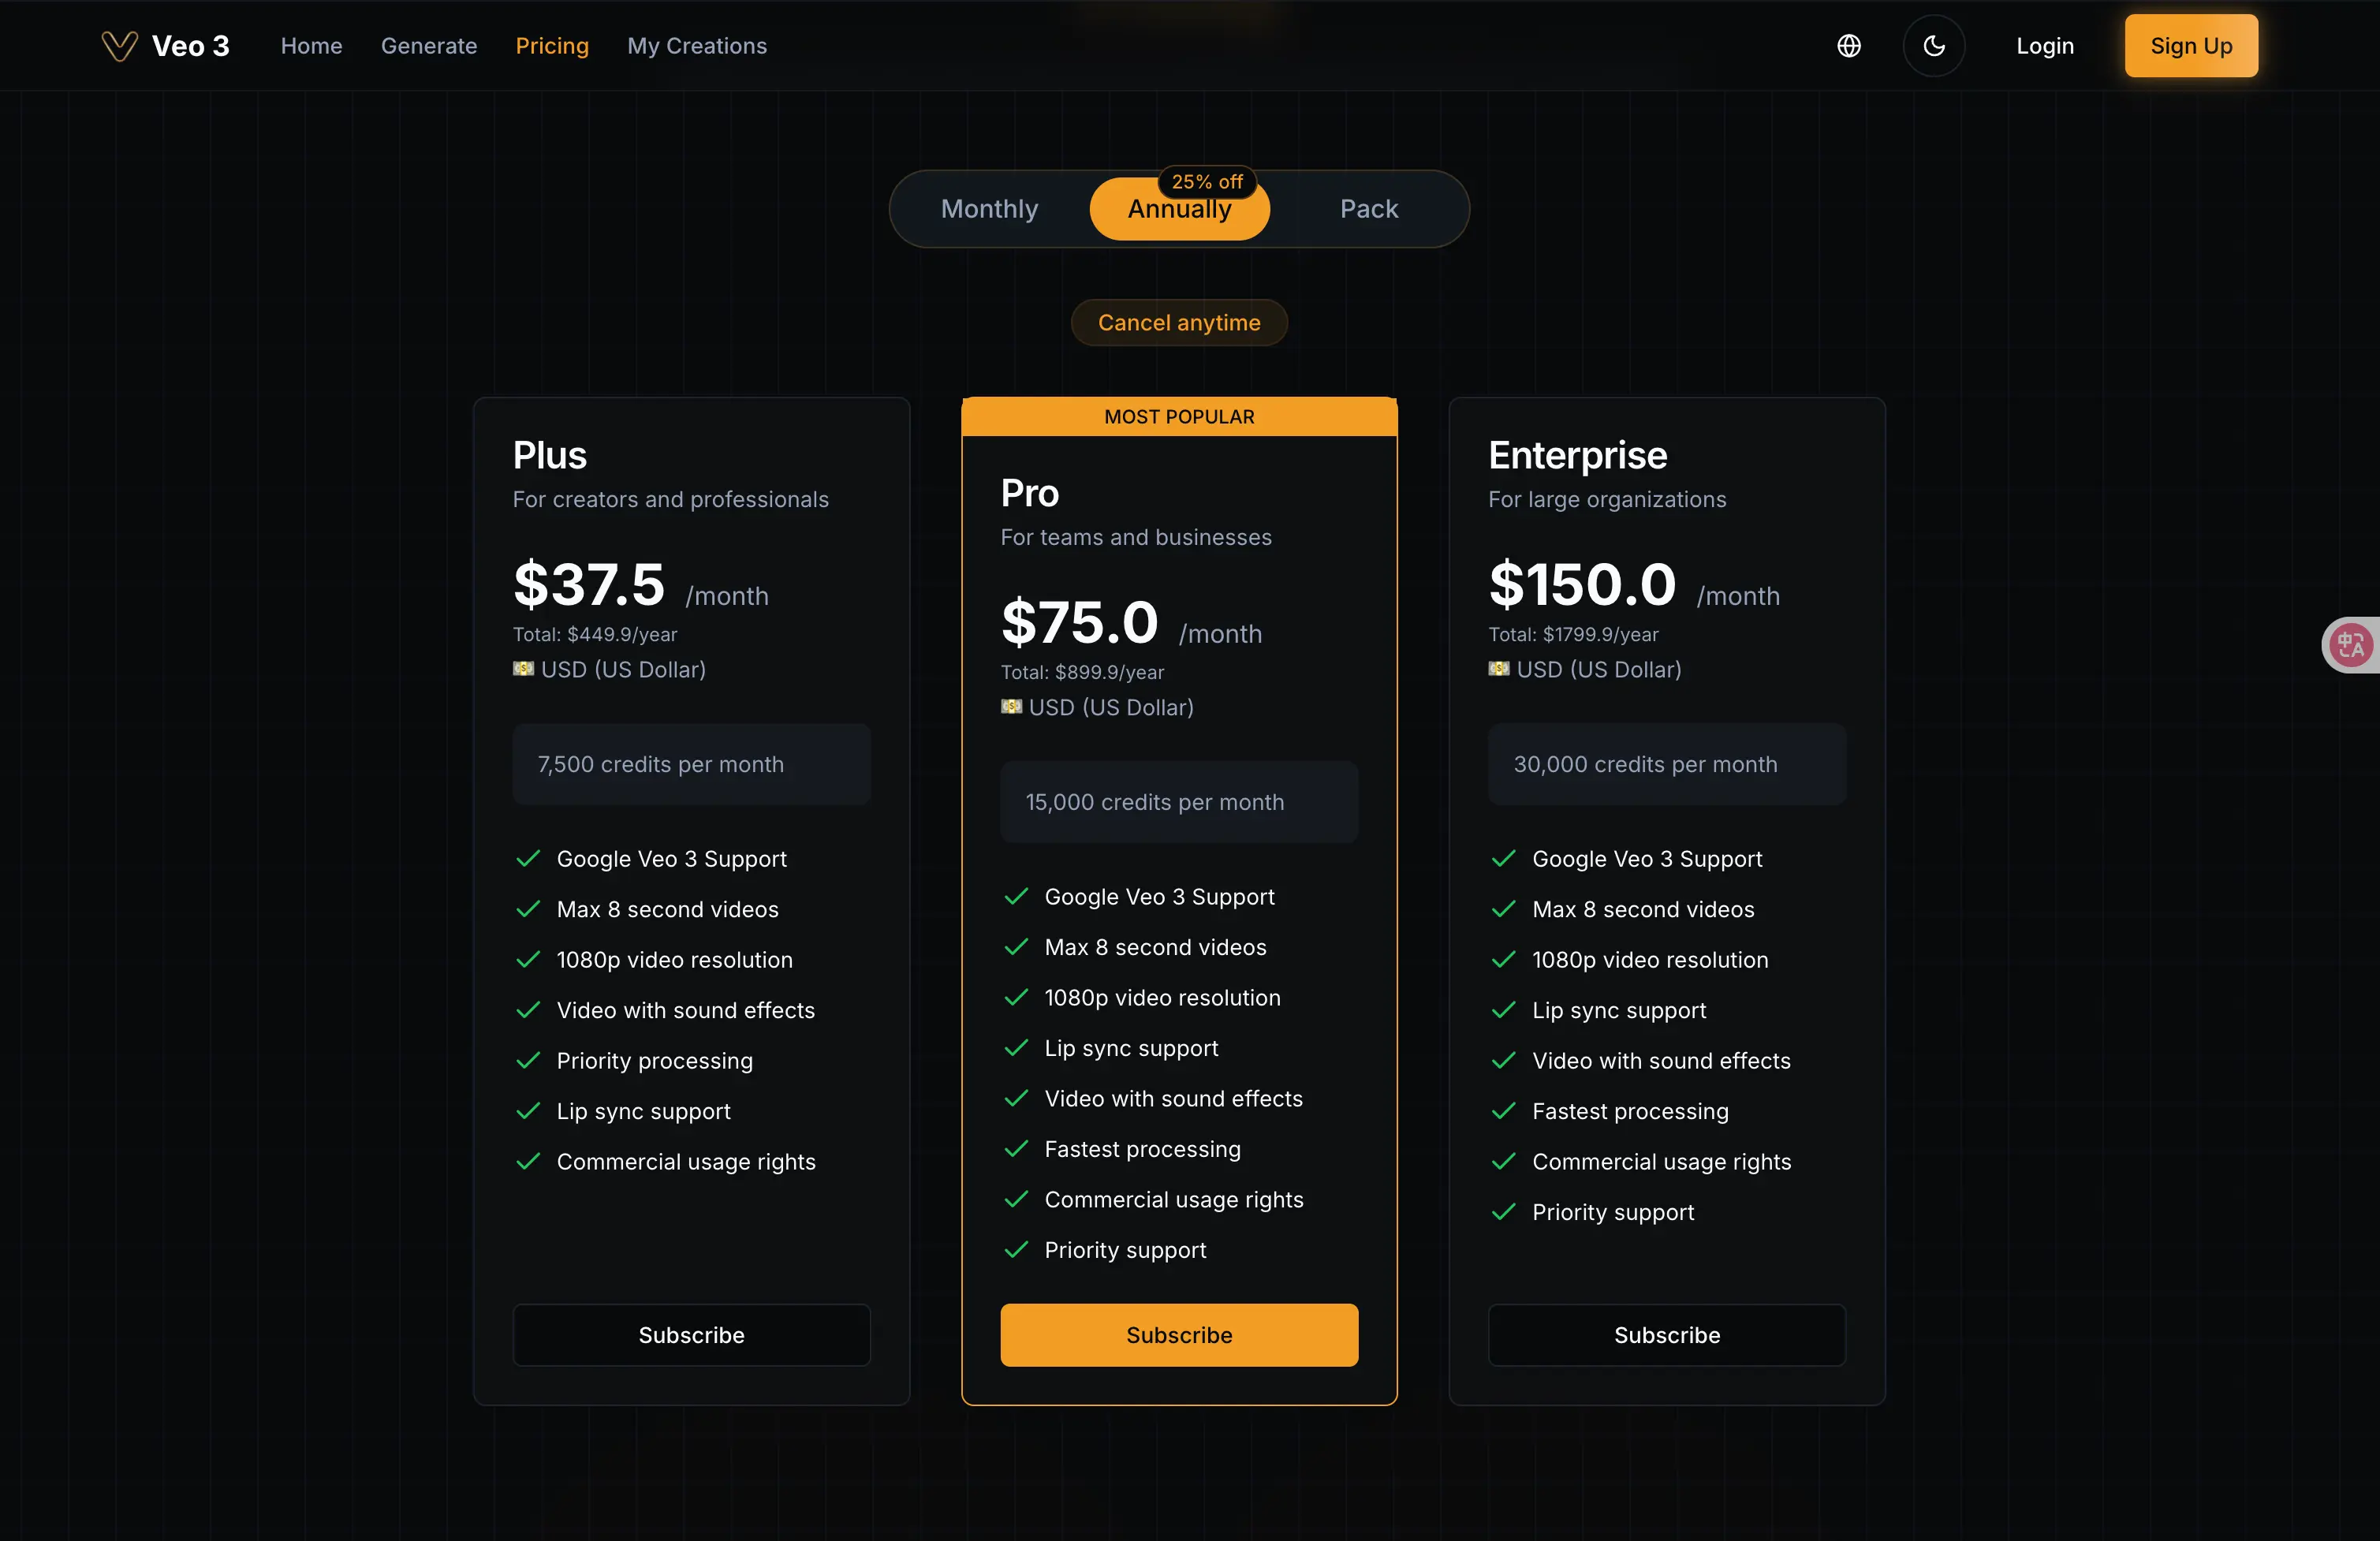 Veo 3
Home
Generate
Pricing
My Creations
Login
Sign Up
Monthly
25% off
Annually
Pack
Cancel anytime
Plus
For creators and professionals
$37.5 /month
Total: $449.9/year
💵 USD (US Dollar)
7,500 credits per month
Google Veo 3 Support
Max 8 second videos
1080p video resolution
Video with sound effects
Priority processing
Lip sync support
Commercial usage rights
Subscribe
MOST POPULAR
Pro
For teams and businesses
$75.0 /month
Total: $899.9/year
💵 USD (US Dollar)
15,000 credits per month
Google Veo 3 Support
Max 8 second videos
1080p video resolution
Lip sync support
Video with sound effects
Fastest processing
Commercial usage rights
Priority support
Subscribe
Enterprise
For large organizations
$150.0 /month
Total: $1799.9/year
💵 USD (US Dollar)
30,000 credits per month
Google Veo 3 Support
Max 8 second videos
1080p video resolution
Lip sync support
Video with sound effects
Fastest processing
Commercial usage rights
Priority support
Subscribe
中A